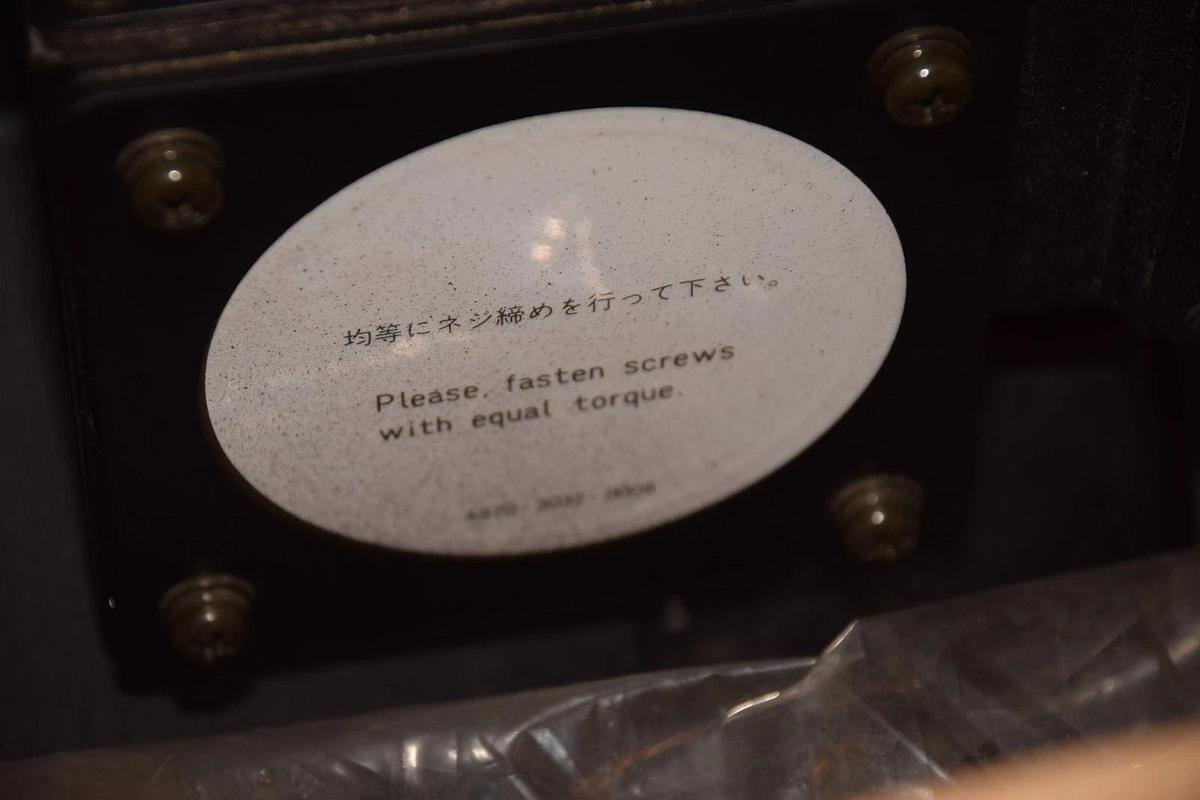 均等にネジ締めを行って下さい。
Please, fasten screws
with equal torque.